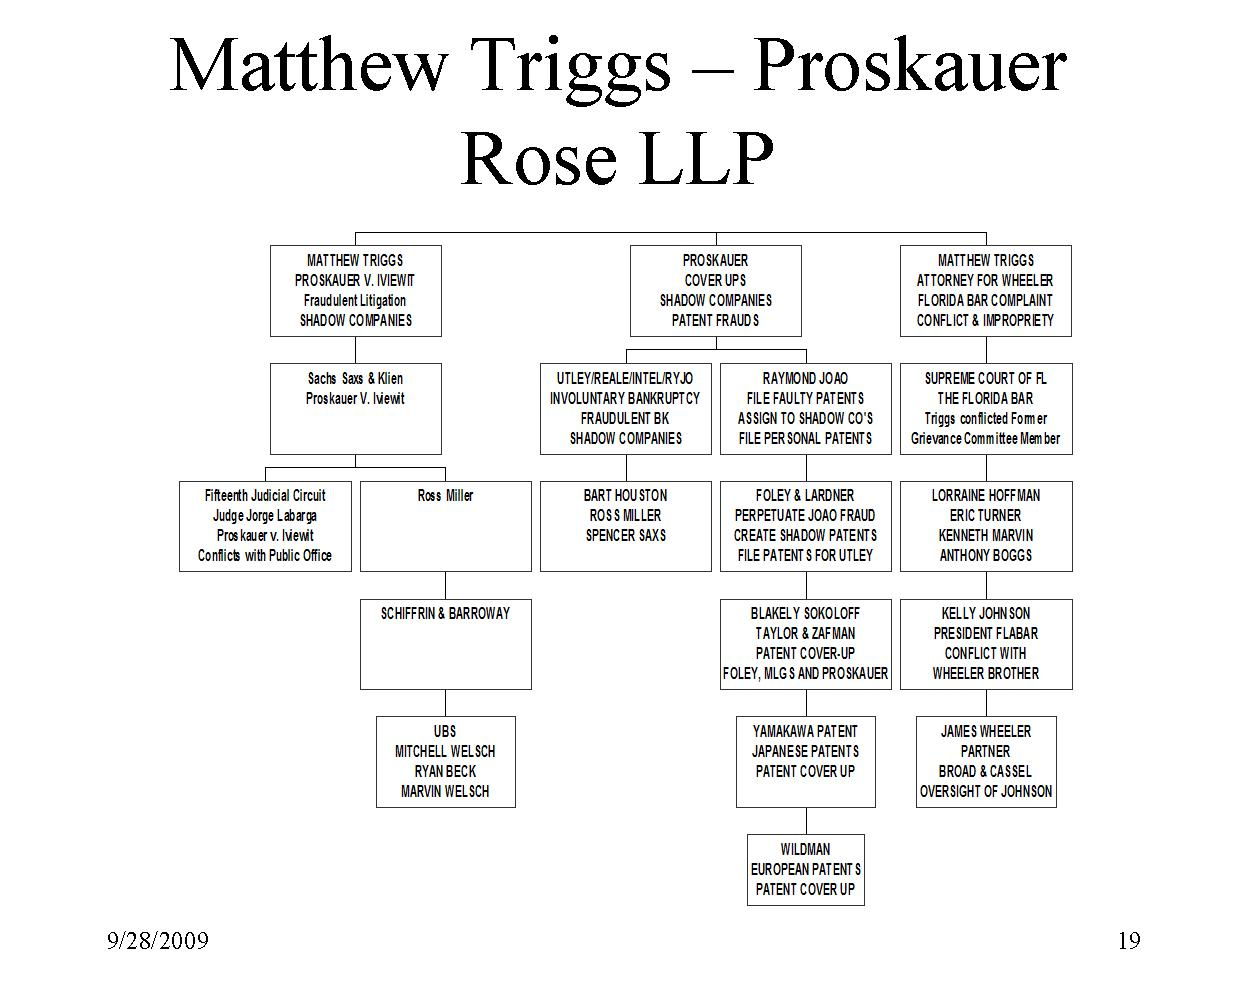 Matthew Triggs – Proskauer
Rose LLP
MATTHEW TRIGGS
PROSKAUER V. IVIEWIT
Fraudulent Litigation
SHADOW COMPANIES
PROSKAUER
COVER UPS
SHADOW COMPANIES
PATENT FRAUDS
MATTHEW TRIGGS
ATTORNEY FOR WHEELER
FLORIDA BAR COMPLAINT
CONFLICT & IMPROPRIETY
Sachs Saxs & Klien
Proskauer V. Iviewit
UTLEY/REALE/INTEL/RYJO
INVOLUNTARY BANKRUPTCY
FRAUDULENT BK
SHADOW COMPANIES
RAYMOND JOAO
FILE FAULTY PATENTS
ASSIGN TO SHADOW CO'S
FILE PERSONAL PATENTS
SUPREME COURT OF FL
THE FLORIDA BAR
Triggs conflicted Former
Grievance Committee Member
Fifteenth Judicial Circuit
Judge Jorge Labarga
Proskauer v. Iviewit
Conflicts with Public Office
Ross Miller
BART HOUSTON
ROSS MILLER
SPENCER SAXS
FOLEY & LARDNER
PERPETUATE JOAO FRAUD
CREATE SHADOW PATENTS
FILE PATENTS FOR UTLEY
LORRAINE HOFFMAN
ERIC TURNER
KENNETH MARVIN
ANTHONY BOGGS
SCHIFFRIN & BARROWAY
BLAKELY SOKOLOFF
TAYLOR & ZAFMAN
PATENT COVER-UP
FOLEY, MLGS AND PROSKAUER
KELLY JOHNSON
PRESIDENT FLABAR
CONFLICT WITH
WHEELER BROTHER
UBS
MITCHELL WELSCH
RYAN BECK
MARVIN WELSCH
YAMAKAWA PATENT
JAPANESE PATENTS
PATENT COVER UP
JAMES WHEELER
PARTNER
BROAD & CASSEL
OVERSIGHT OF JOHNSON
WILDMAN
EUROPEAN PATENTS
PATENT COVER UP
9/28/2009
19